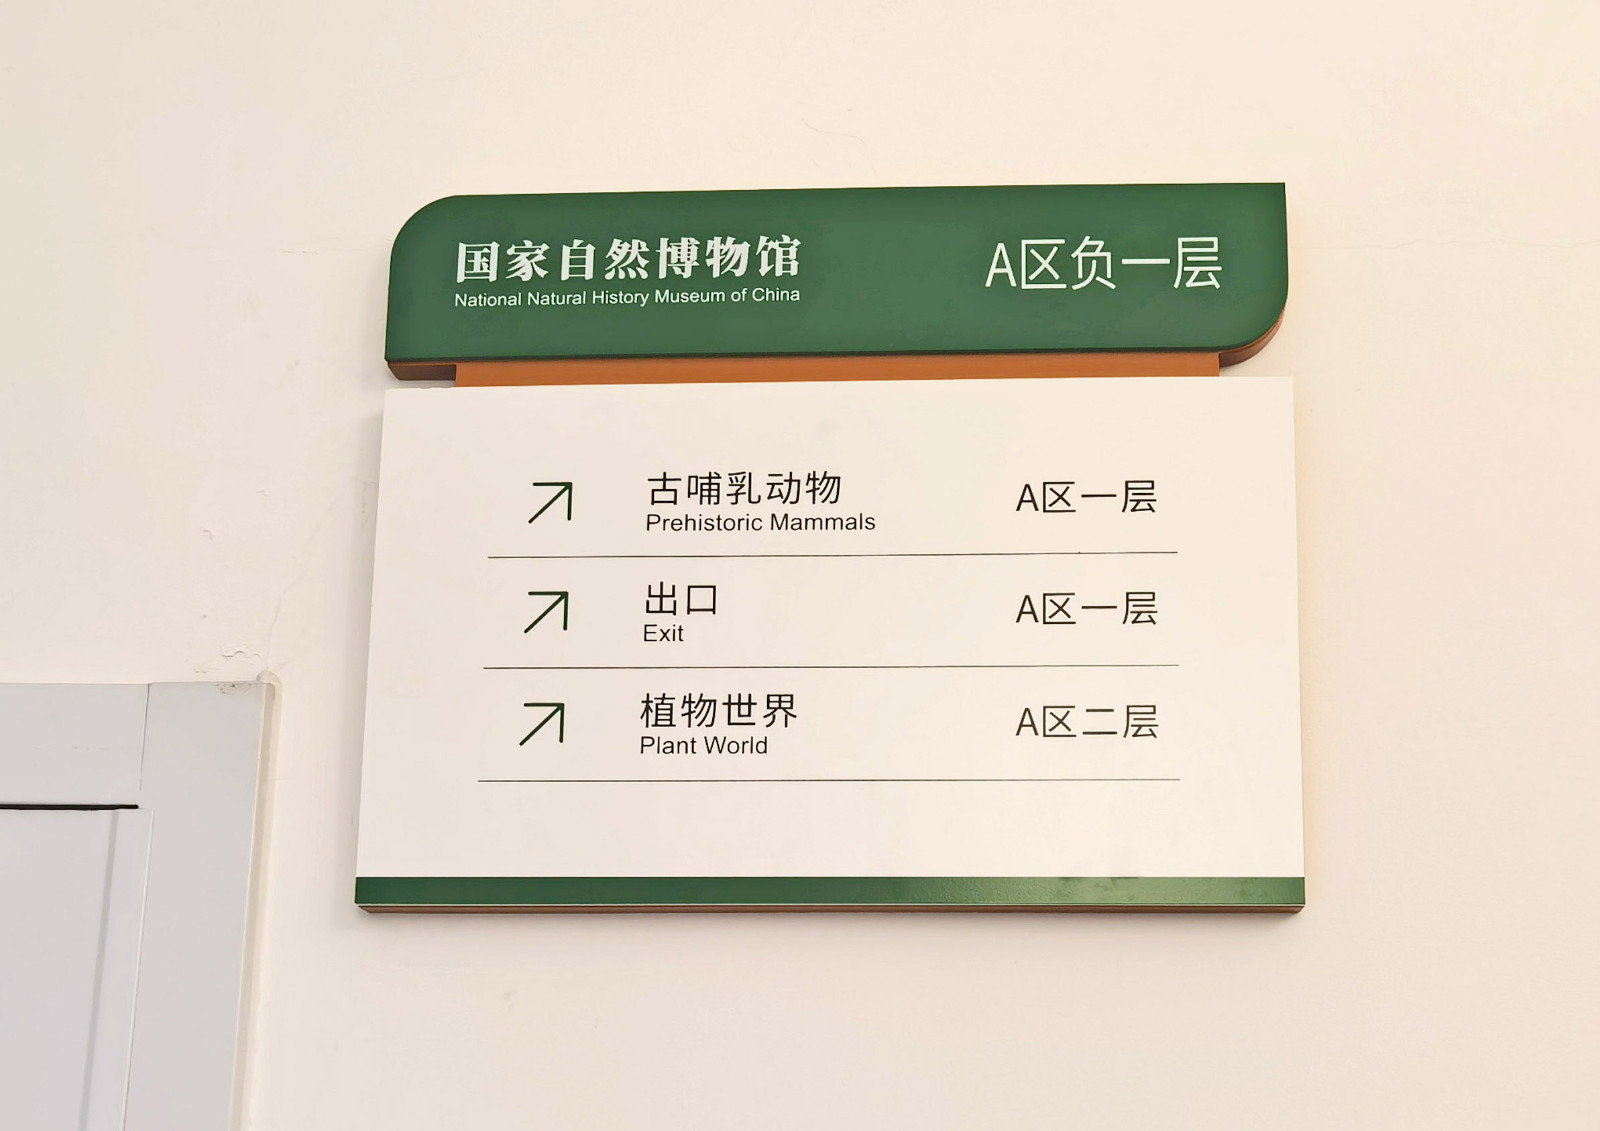 国家自然博物馆
National Natural History Museum of China
A区负一层
古哺乳动物
Prehistoric Mammals
A区一层
出口
Exit
A区一层
植物世界
Plant World
A区二层